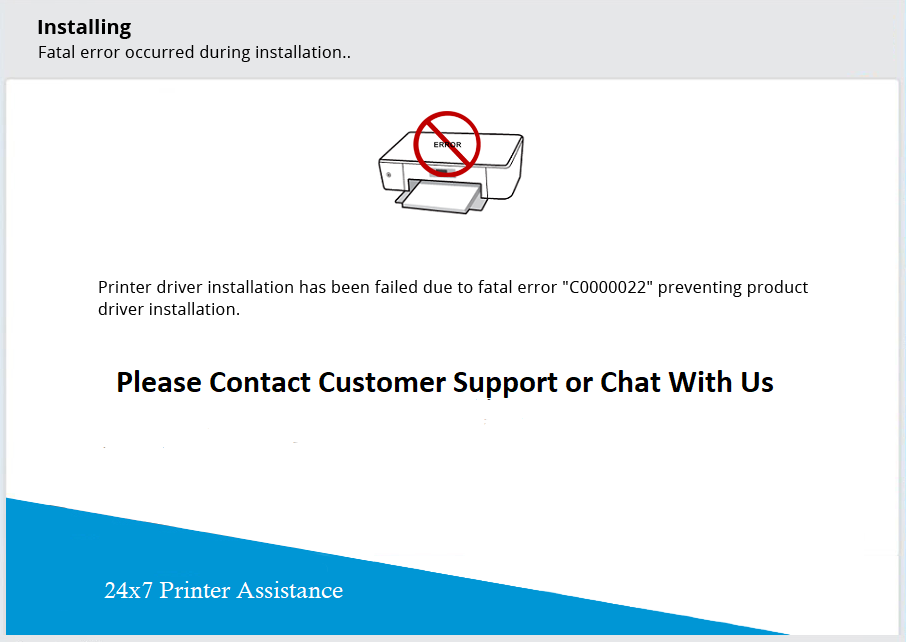 Installing
Fatal error occurred during installation..
ERROR
Printer driver installation has been failed due to fatal error "C0000022" preventing product
driver installation.
Please Contact Customer Support or Chat With Us
24x7 Printer Assistance